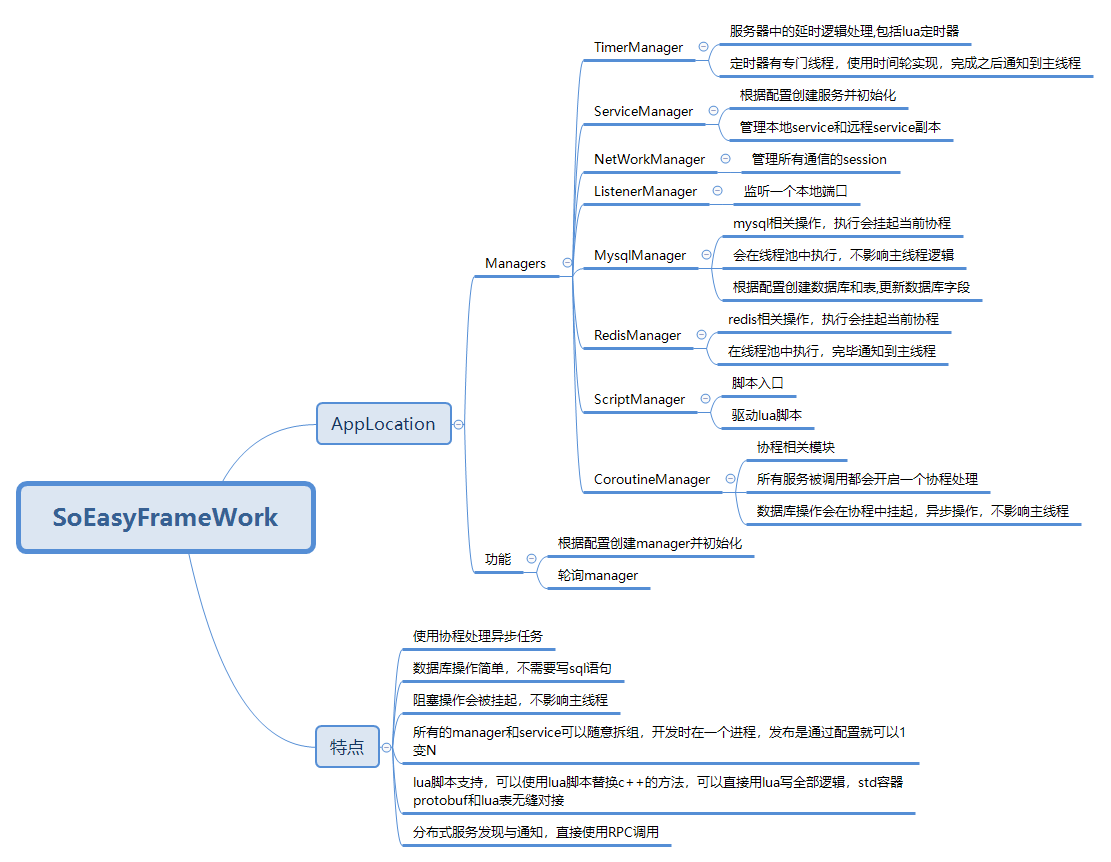 SoEasyFrameWork
AppLocation
Managers
TimerManager
服务器中的延时逻辑处理,包括lua定时器
定时器有专门线程，使用时间轮实现，完成之后通知到主线程
ServiceManager
根据配置创建服务并初始化
管理本地service和远程service副本
NetWorkManager
管理所有通信的session
ListenerManager
监听一个本地端口
MysqlManager
mysql相关操作，执行会挂起当前协程
会在线程池中执行，不影响主线程逻辑
根据配置创建数据库和表,更新数据库字段
RedisManager
redis相关操作，执行会挂起当前协程
在线程池中执行，完毕通知到主线程
ScriptManager
脚本入口
驱动lua脚本
CoroutineManager
协程相关模块
所有服务被调用都会开启一个协程处理
数据库操作会在协程中挂起，异步操作，不影响主线程
功能
根据配置创建manager并初始化
轮询manager
特点
使用协程处理异步任务
数据库操作简单，不需要写sql语句
阻塞操作会被挂起，不影响主线程
所有的manager和service可以随意拆组，开发时在一个进程，发布是通过配置就可以1
变N
lua脚本支持，可以使用lua脚本替换c++的方法，可以直接用lua写全部逻辑，std容器
protobuf和lua表无缝对接
分布式服务发现与通知，直接使用RPC调用